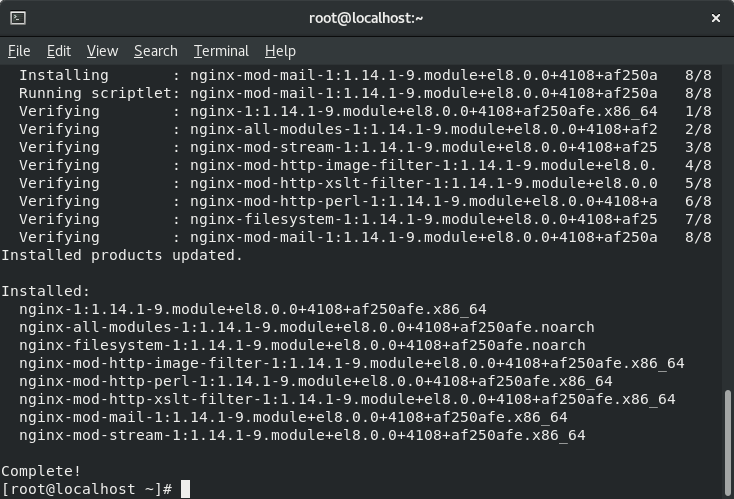 root@localhost:~
File Edit View Search Terminal Help
  Installing       : nginx-mod-mail-1:1.14.1-9.module+el8.0.0+4108+af250a   8/8
  Running scriptlet: nginx-mod-mail-1:1.14.1-9.module+el8.0.0+4108+af250a   8/8
  Verifying        : nginx-1:1.14.1-9.module+el8.0.0+4108+af250afe.x86_64   1/8
  Verifying        : nginx-all-modules-1:1.14.1-9.module+el8.0.0+4108+af2   2/8
  Verifying        : nginx-mod-stream-1:1.14.1-9.module+el8.0.0+4108+af25   3/8
  Verifying        : nginx-mod-http-image-filter-1:1.14.1-9.module+el8.0.   4/8
  Verifying        : nginx-mod-http-xslt-filter-1:1.14.1-9.module+el8.0.0   5/8
  Verifying        : nginx-mod-http-perl-1:1.14.1-9.module+el8.0.0+4108+a   6/8
  Verifying        : nginx-filesystem-1:1.14.1-9.module+el8.0.0+4108+af25   7/8
  Verifying        : nginx-mod-mail-1:1.14.1-9.module+el8.0.0+4108+af250a   8/8
Installed products updated.

Installed:
  nginx-1:1.14.1-9.module+el8.0.0+4108+af250afe.x86_64
  nginx-all-modules-1:1.14.1-9.module+el8.0.0+4108+af250afe.noarch
  nginx-filesystem-1:1.14.1-9.module+el8.0.0+4108+af250afe.noarch
  nginx-mod-http-image-filter-1:1.14.1-9.module+el8.0.0+4108+af250afe.x86_64
  nginx-mod-http-perl-1:1.14.1-9.module+el8.0.0+4108+af250afe.x86_64
  nginx-mod-http-xslt-filter-1:1.14.1-9.module+el8.0.0+4108+af250afe.x86_64
  nginx-mod-mail-1:1.14.1-9.module+el8.0.0+4108+af250afe.x86_64
  nginx-mod-stream-1:1.14.1-9.module+el8.0.0+4108+af250afe.x86_64

Complete!
[root@localhost ~]#